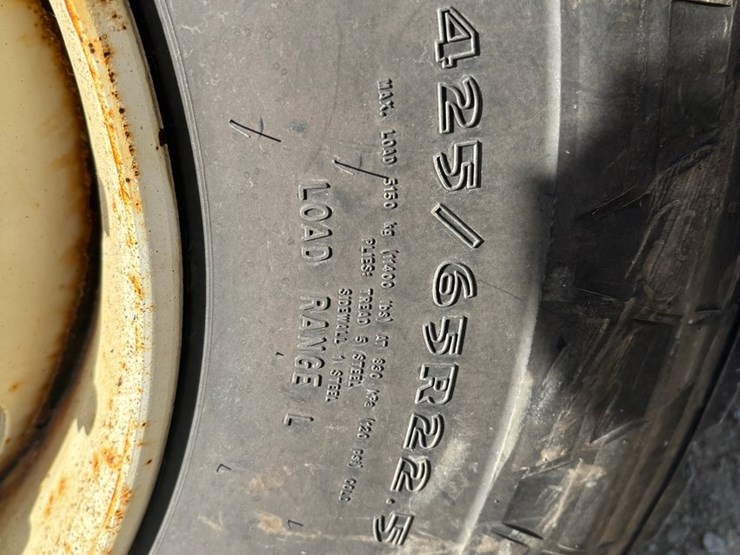 425/65R22.5
MAX. LOAD 5150 kg (11400 lbs) AT 830 kPa (120 psi) COLD
PLIES: TREAD 5 STEEL
SIDEWALL 1 STEEL
LOAD RANGE L